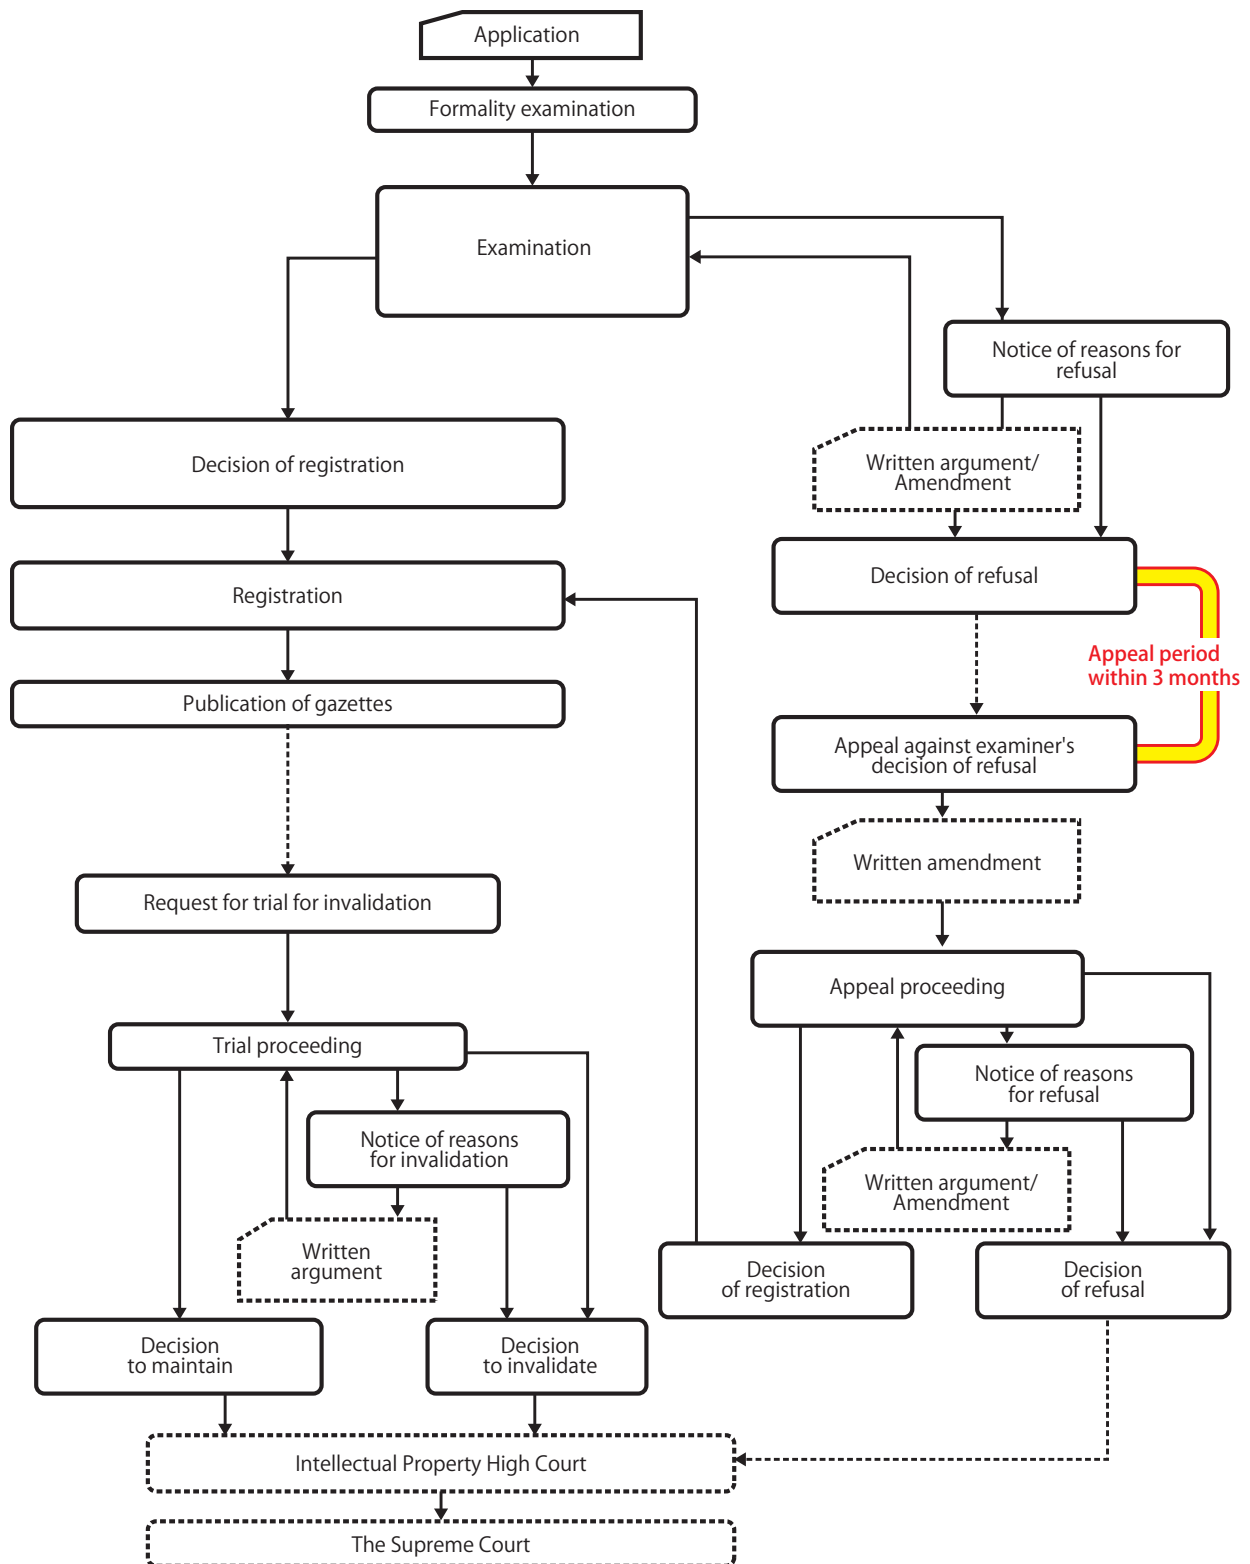 Application
Formality examination
Examination
Notice of reasons for
refusal
Decision of registration
Written argument/
Amendment
Registration
Decision of refusal
Appeal period
within 3 months
Publication of gazettes
Appeal against examiner's
decision of refusal
Written amendment
Request for trial for invalidation
Appeal proceeding
Trial proceeding
Notice of reasons
for refusal
Notice of reasons
for invalidation
Written argument/
Amendment
Written
argument
Decision
of registration
Decision
of refusal
Decision
to maintain
Decision
to invalidate
Intellectual Property High Court
The Supreme Court